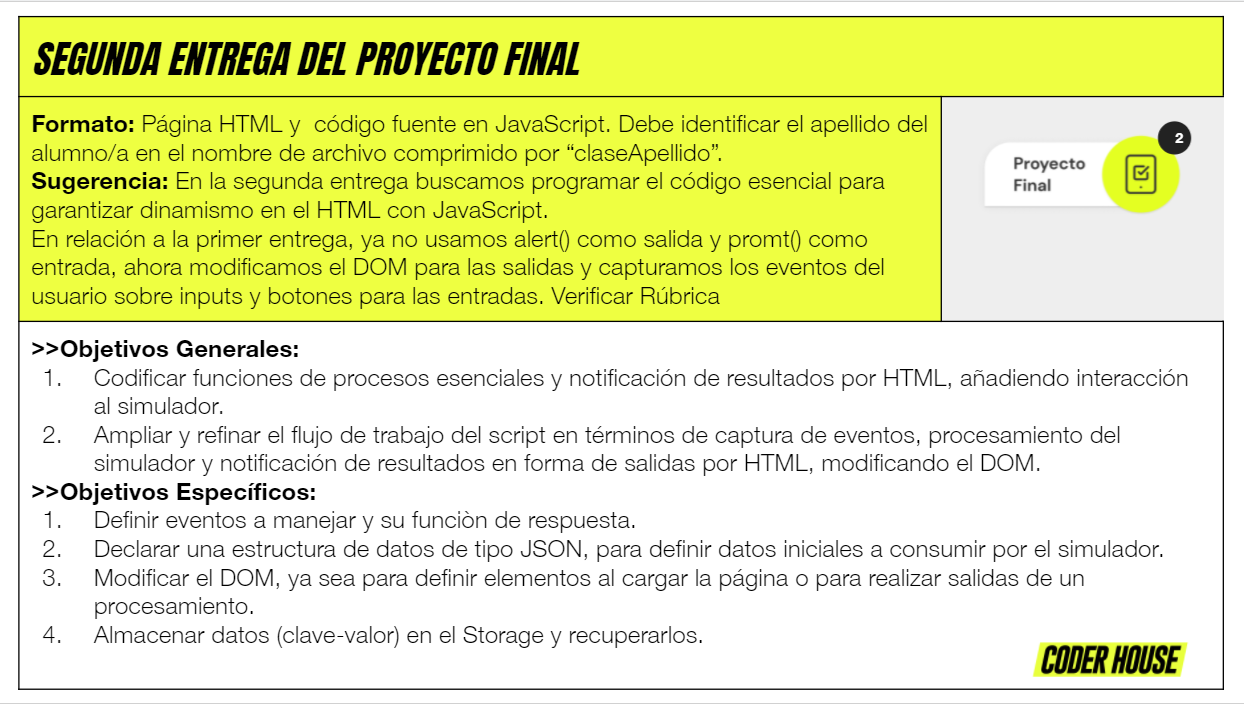 SEGUNDA ENTREGA DEL PROYECTO FINAL
Formato: Página HTML y  código fuente en JavaScript. Debe identificar el apellido del
alumno/a en el nombre de archivo comprimido por “claseApellido”.
Sugerencia: En la segunda entrega buscamos programar el código esencial para
garantizar dinamismo en el HTML con JavaScript.
En relación a la primer entrega, ya no usamos alert() como salida y promt() como
entrada, ahora modificamos el DOM para las salidas y capturamos los eventos del
usuario sobre inputs y botones para las entradas. Verificar Rúbrica
2
Proyecto
Final
>>Objetivos Generales:
1. Codificar funciones de procesos esenciales y notificación de resultados por HTML, añadiendo interacción
al simulador.
2. Ampliar y refinar el flujo de trabajo del script en términos de captura de eventos, procesamiento del
simulador y notificación de resultados en forma de salidas por HTML, modificando el DOM.
>>Objetivos Específicos:
1. Definir eventos a manejar y su funciòn de respuesta.
2. Declarar una estructura de datos de tipo JSON, para definir datos iniciales a consumir por el simulador.
3. Modificar el DOM, ya sea para definir elementos al cargar la página o para realizar salidas de un
procesamiento.
4. Almacenar datos (clave-valor) en el Storage y recuperarlos.
CODER HOUSE